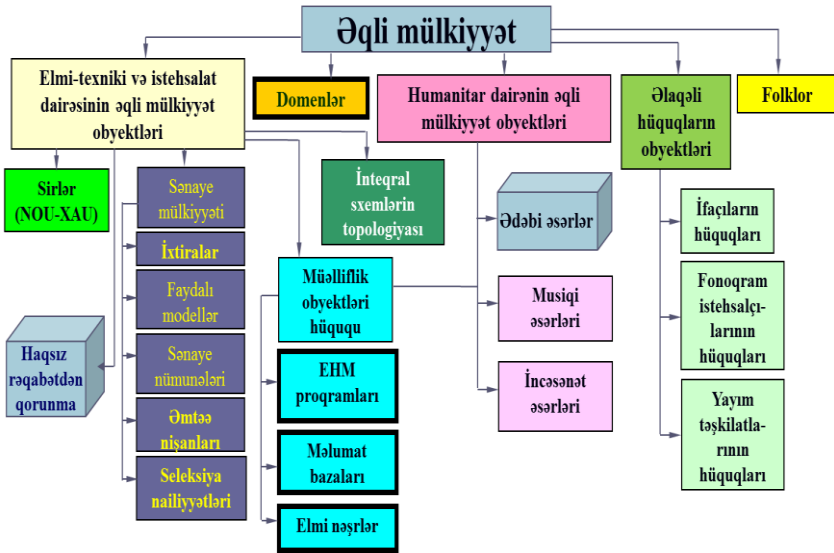 Əqli mülkiyyət
Elmi-texniki və istehsalat
dairəsinin əqli mülkiyyət
obyektləri
Domenlər
Humanitar dairənin əqli
mülkiyyət obyektləri
Əlaqəli
hüquqların
obyektləri
Folklor
Sirlər
(NOU-XAU)
Sənaye
mülkiyyəti
İxtiralar
Faydalı
modellər
Sənaye
nümunələri
Əmtəə
nişanları
Seleksiya
nailiyyətləri
Haqsız
rəqabətdən
qorunma
İnteqral
sxemlərin
topologiyası
Müəlliflik
obyektləri
hüququ
EHM
proqramları
Məlumat
bazaları
Elmi nəşrlər
Ədəbi əsərlər
Musiqi
əsərləri
İncəsənət
əsərləri
İfaçıların
hüquqları
Fonoqram
istehsalçı-
larının
hüquqları
Yayım
təşkilatla-
rının
hüquqları